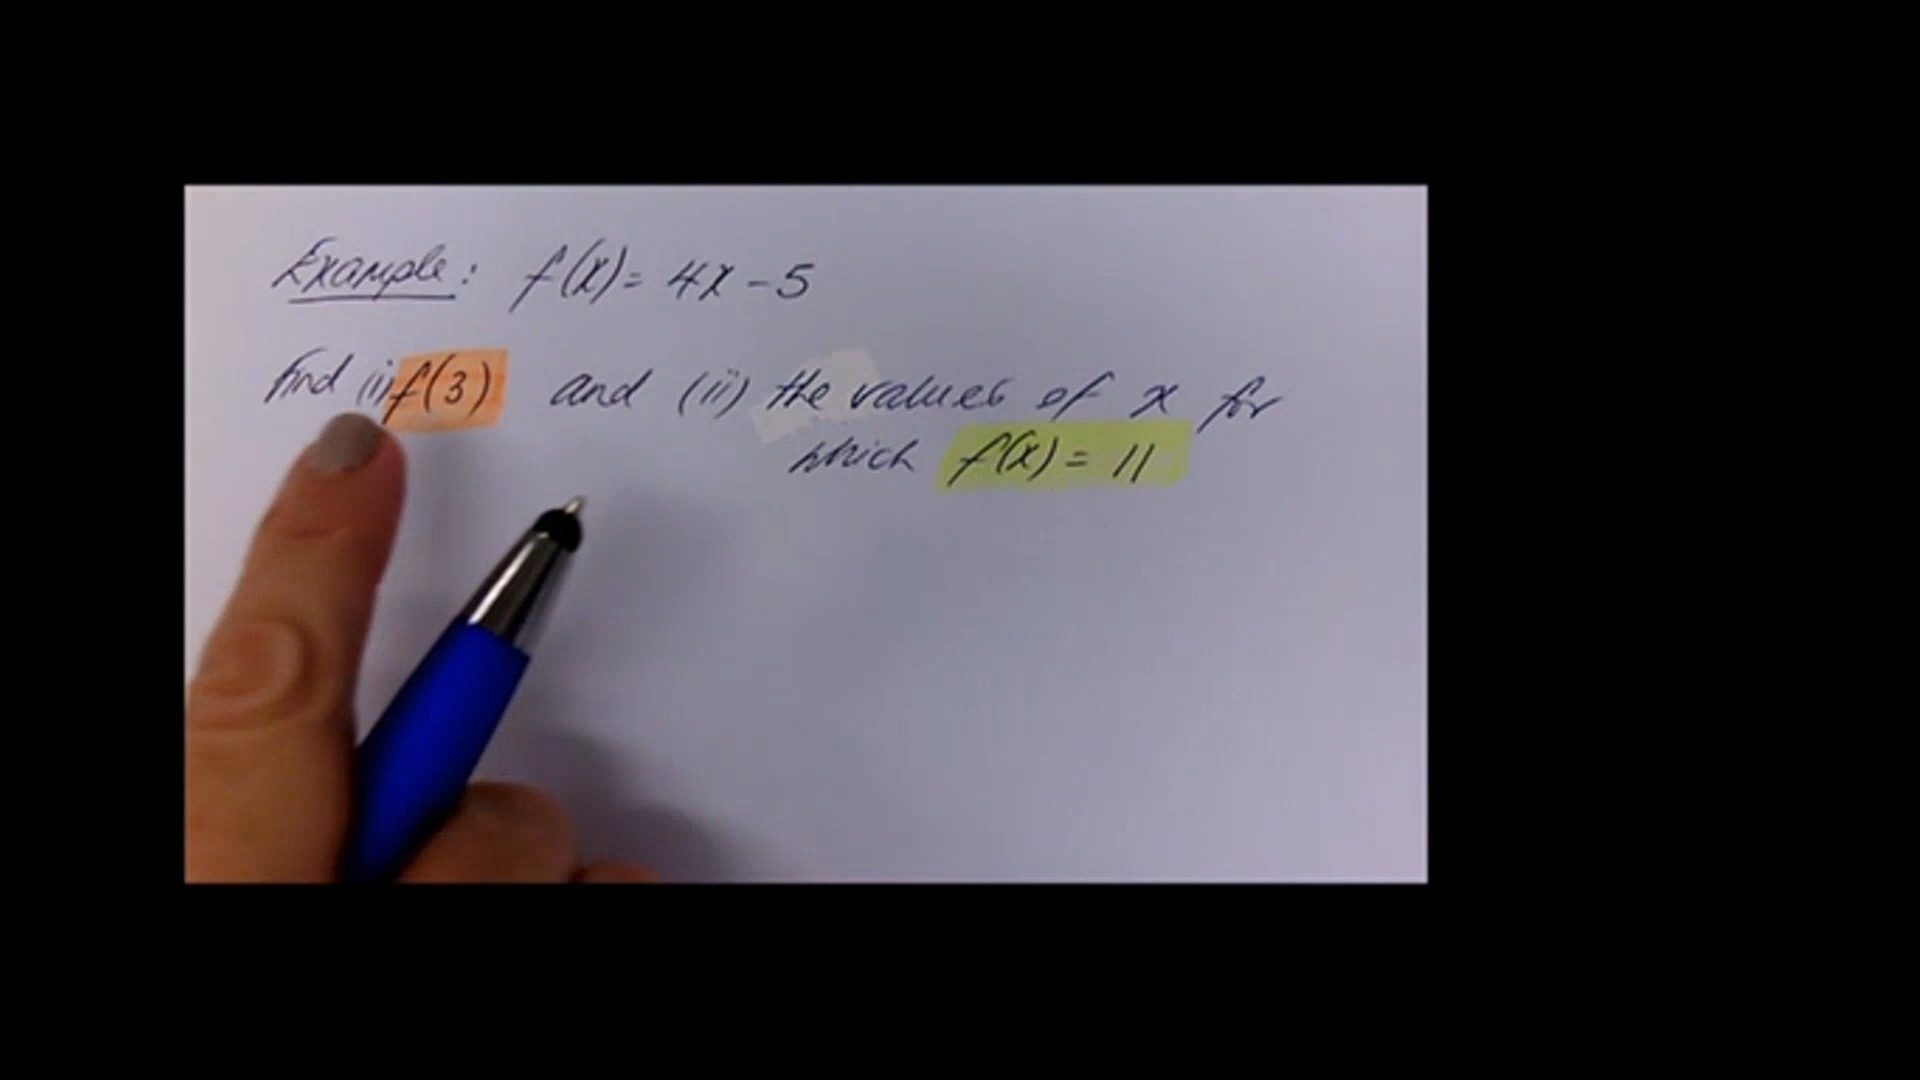 Example: f(x)= 4x - 5
Find (i) f(3) and (ii) the values of x for
which f(x) = 11